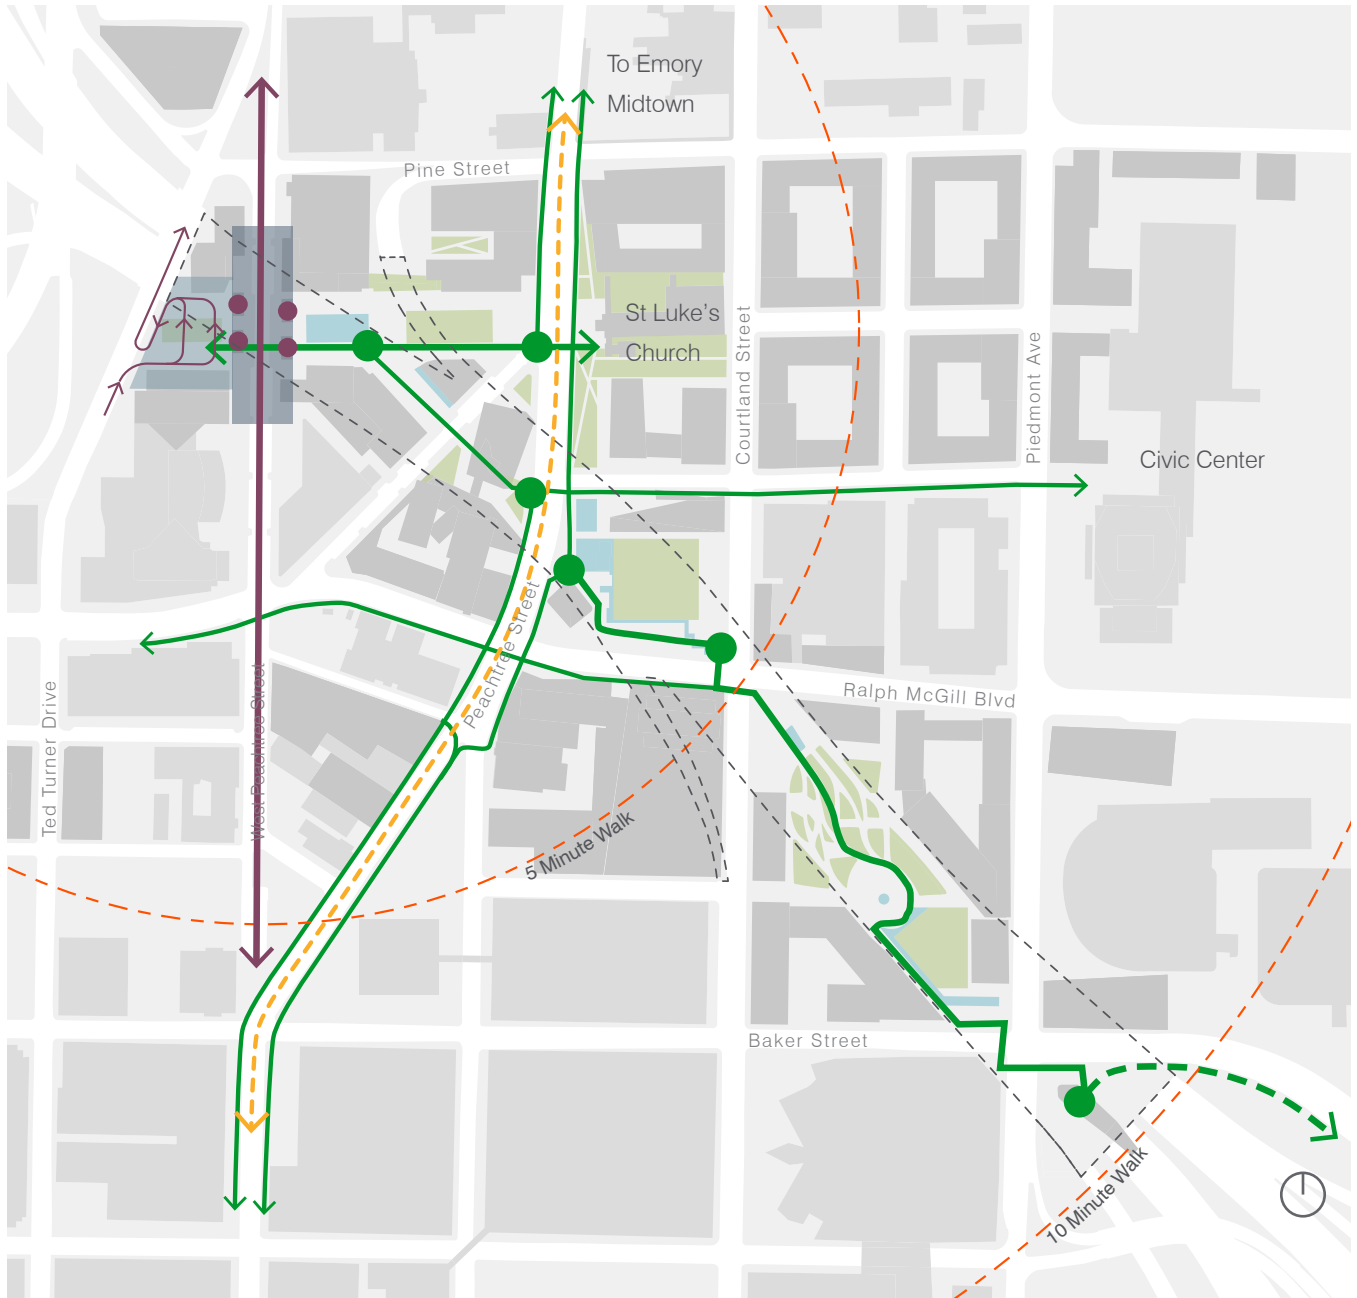 To Emory
Midtown
Pine Street
St Luke's
Church
Courtland Street
Piedmont Ave
Civic Center
Peachtree Street
Ralph McGill Blvd
West Peachtree Street
Ted Turner Drive
5 Minute Walk
Baker Street
10 Minute Walk